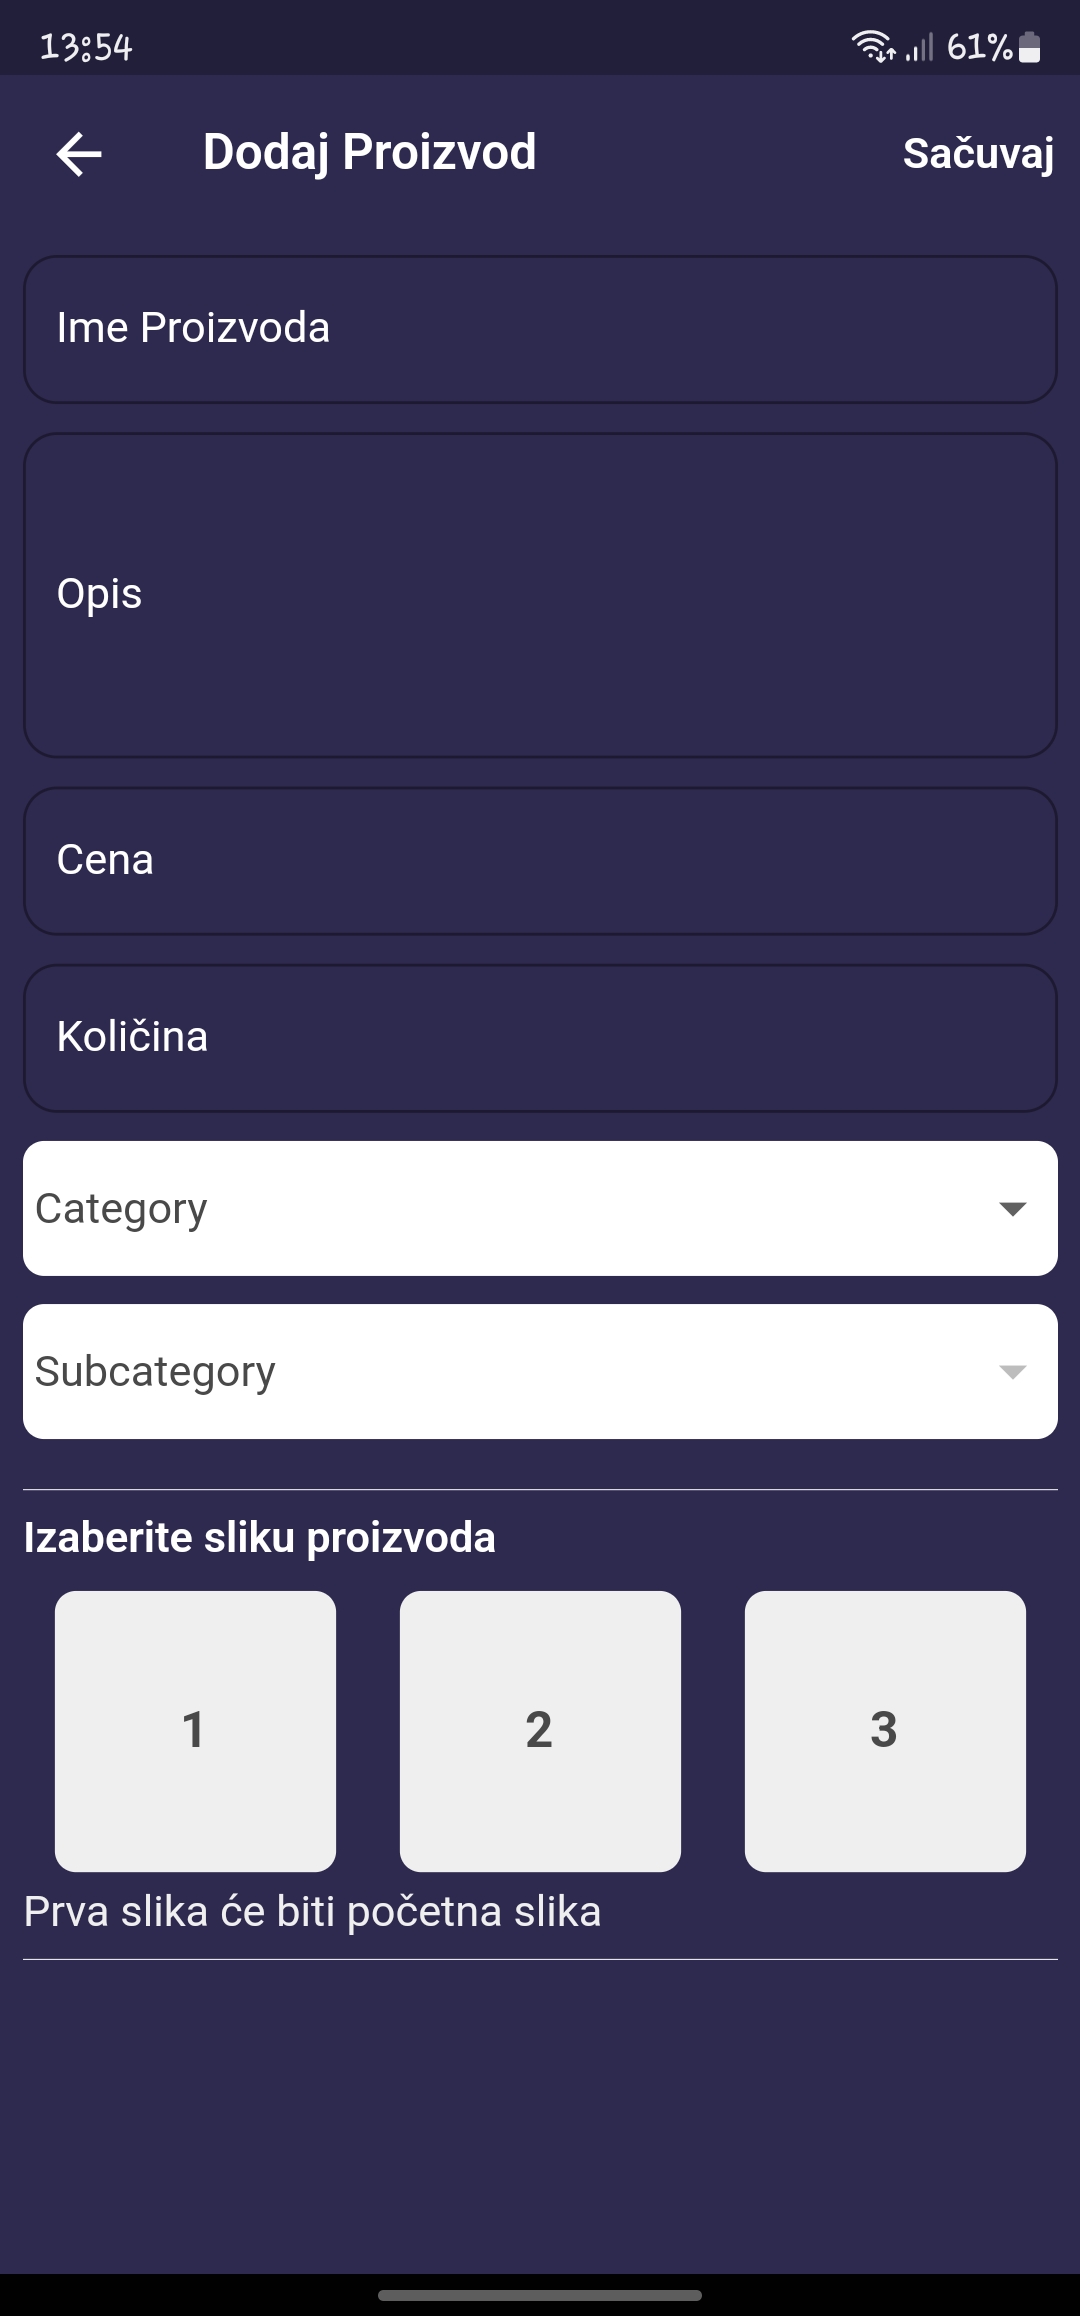 13:54 61%
Dodaj Proizvod Sačuvaj
Ime Proizvoda
Opis
Cena
Količina
Category
Subcategory
Izaberite sliku proizvoda
1 2 3
Prva slika će biti početna slika